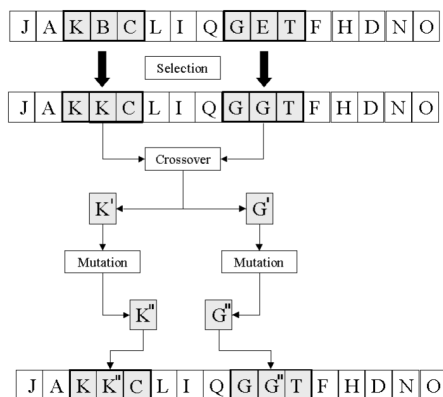 J A K B C L I Q G E T F H D N O
Selection
J A K K C L I Q G G T F H D N O
Crossover
K' G'
Mutation Mutation
K" G"
J A K K" C L I Q G G" T F H D N O